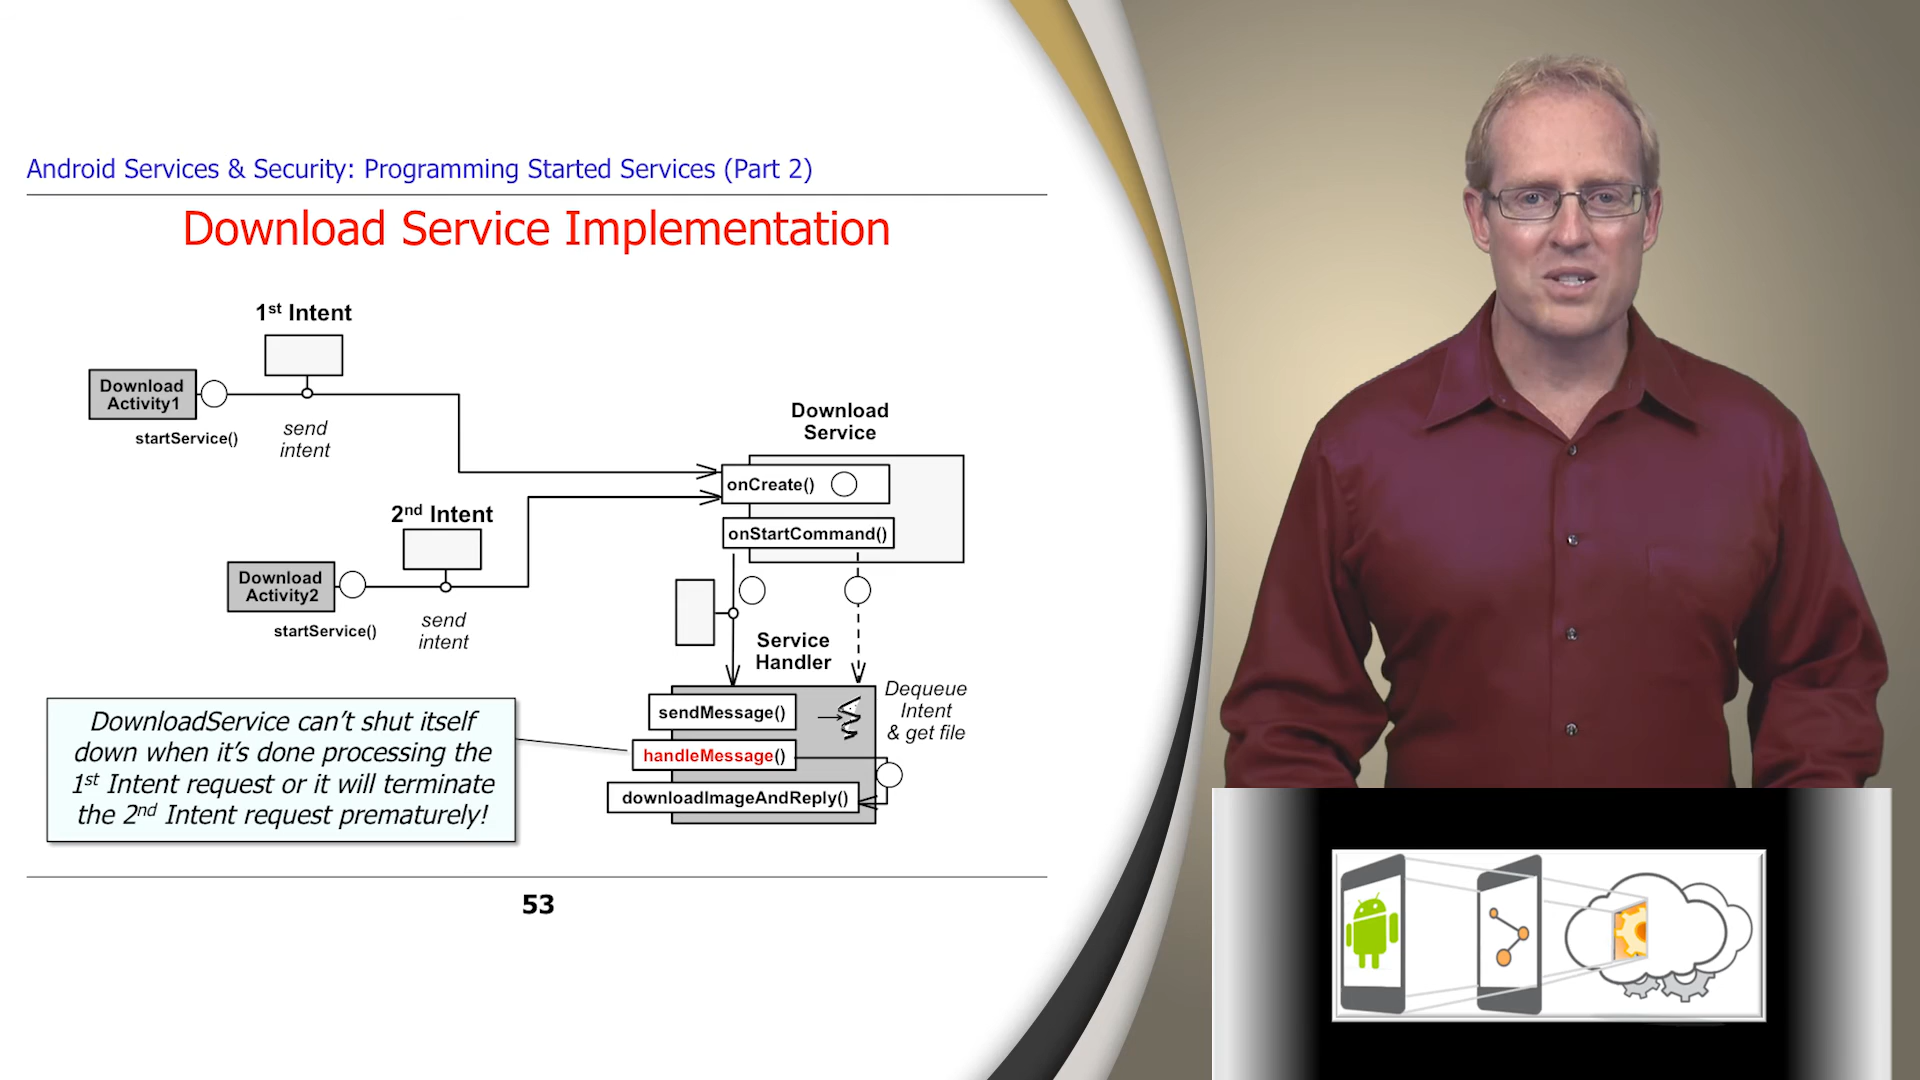 Android Services & Security: Programming Started Services (Part 2)
Download Service Implementation
1st Intent
Download
Activity1
startService()
send
intent
2nd Intent
Download
Activity2
startService()
send
intent
Download
Service
onCreate()
onStartCommand()
Service
Handler
sendMessage()
handleMessage()
downloadImageAndReply()
Dequeue
Intent
& get file
DownloadService can't shut itself
down when it's done processing the
1st Intent request or it will terminate
the 2nd Intent request prematurely!
53